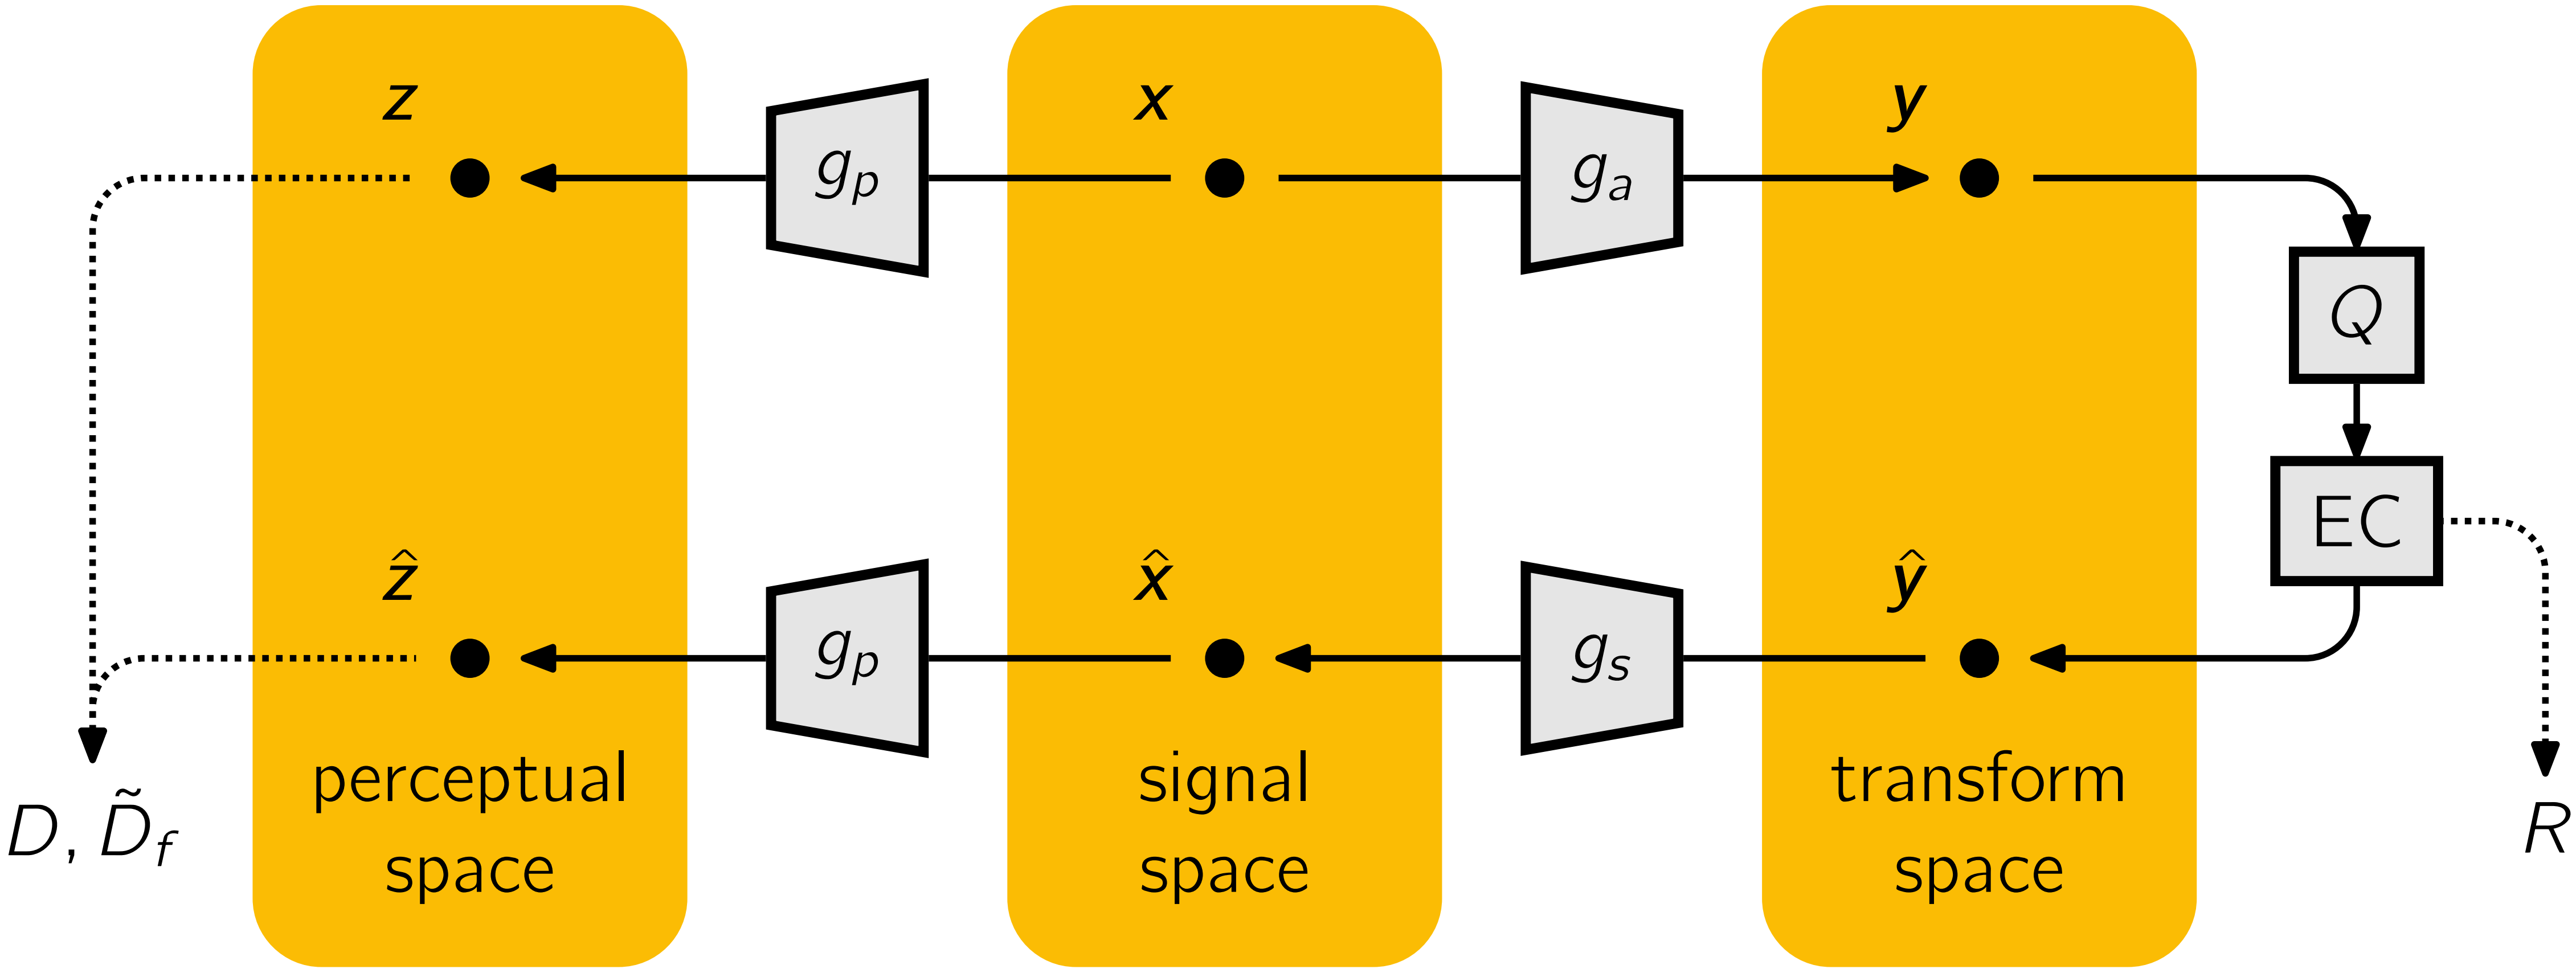 z
x
y
g_p
g_a
Q
EC
ẑ
x̂
ŷ
g_p
g_s
perceptual
space
signal
space
transform
space
D, D̃_f
R